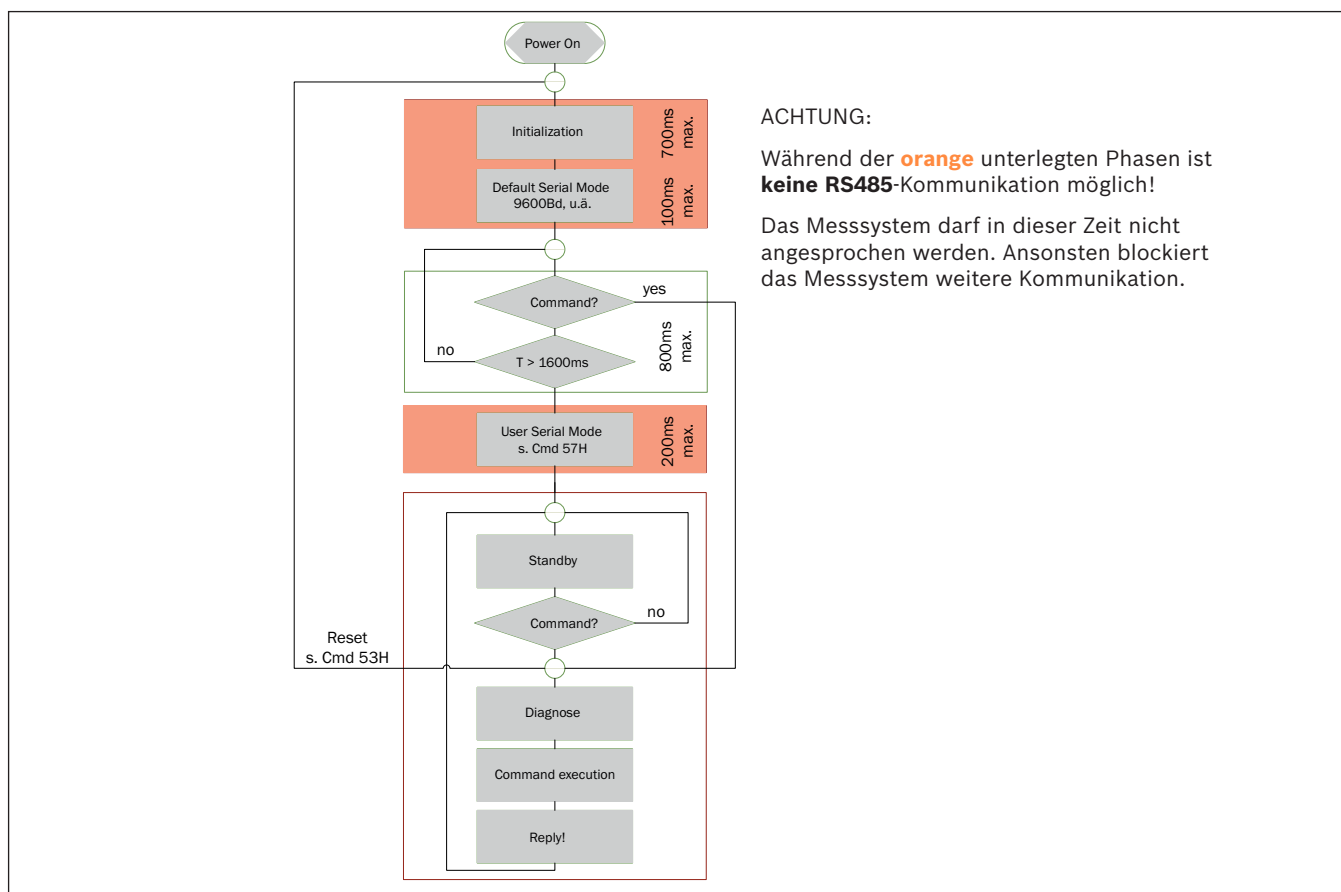 Power On
Initialization
700ms
max.
Default Serial Mode
9600Bd, u.ä.
100ms
max.
Command?
yes
no
T > 1600ms
800ms
max.
User Serial Mode
s. Cmd 57H
200ms
max.
Standby
Command?
no
Reset
s. Cmd 53H
Diagnose
Command execution
Reply!
ACHTUNG:
Während der orange unterlegten Phasen ist
keine RS485-Kommunikation möglich!
Das Messsystem darf in dieser Zeit nicht
angesprochen werden. Ansonsten blockiert
das Messsystem weitere Kommunikation.